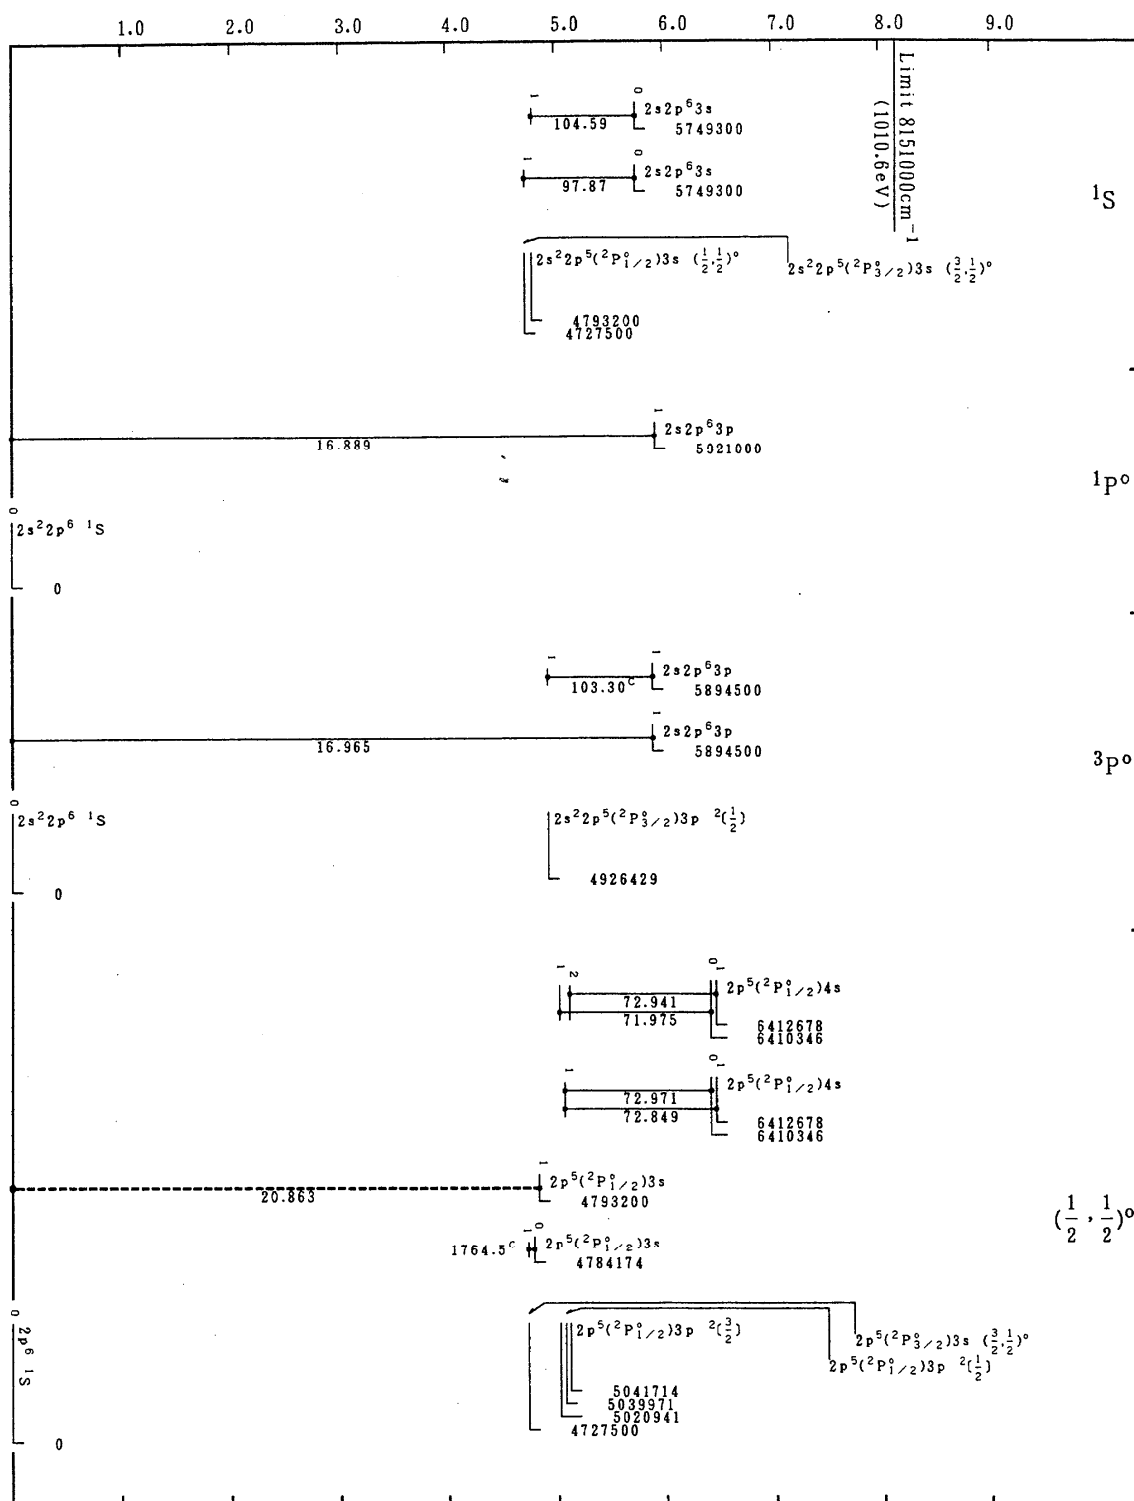 1.0 2.0 3.0 4.0 5.0 6.0 7.0 8.0 9.0
Limit 8151000cm⁻¹
(1010.6eV)
1 0 2s2p⁶3s
104.59 5749300
1 0 2s2p⁶3s
97.87 5749300
¹S
2s²2p⁵(²P°₁/₂)3s (½,½)°
2s²2p⁵(²P°₃/₂)3s (3/2,½)°
4793200
4727500
1 2s2p⁶3p
16.889 5921000
¹P°
0
2s²2p⁶ ¹S
0
1 1 2s2p⁶3p
103.30ᶜ 5894500
1 2s2p⁶3p
16.965 5894500
³P°
0
2s²2p⁶ ¹S
2s²2p⁵(²P°₃/₂)3p ²[½]
4926429
0
1 2 0 1 2p⁵(²P°₁/₂)4s
72.941
71.975
6412678
6410346
1 0 1 2p⁵(²P°₁/₂)4s
72.971
72.849
6412678
6410346
1 2p⁵(²P°₁/₂)3s
20.863 4793200
(½,½)°
1764.5ᶜ 1 0 2p⁵(²P°₁/₂)3s
4784174
0 2p⁶ ¹S
2p⁵(²P°₁/₂)3p ²[3/2]
2p⁵(²P°₃/₂)3s (3/2,½)°
2p⁵(²P°₁/₂)3p ²[½]
5041714
5039971
5020941
4727500
0